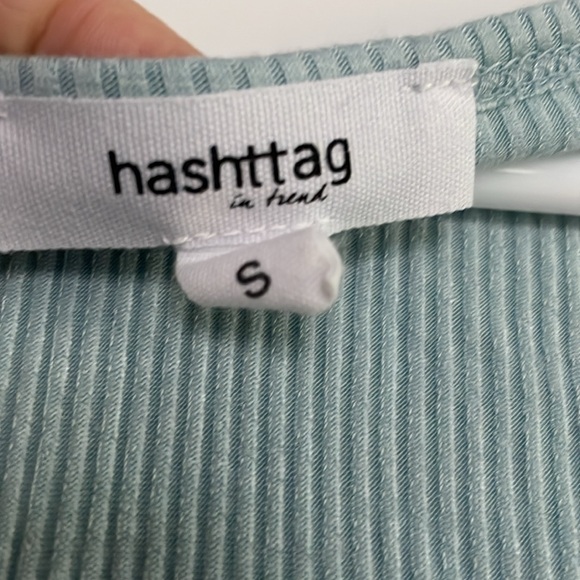 hashttag
in trend
S